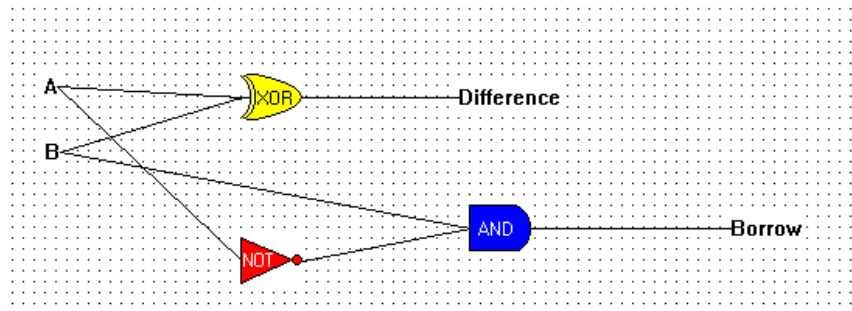 A
XOR
Difference
B
AND
Borrow
NOT